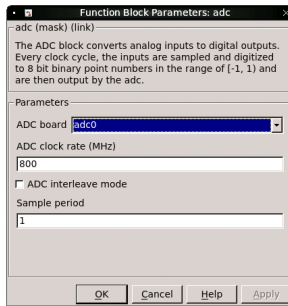 Function Block Parameters: adc
adc (mask) (link)
The ADC block converts analog inputs to digital outputs.
Every clock cycle, the inputs are sampled and digitized
to 8 bit binary point numbers in the range of [-1, 1) and
are then output by the adc.
Parameters
ADC board adc0
ADC clock rate (MHz)
800
ADC interleave mode
Sample period
1
OK Cancel Help Apply